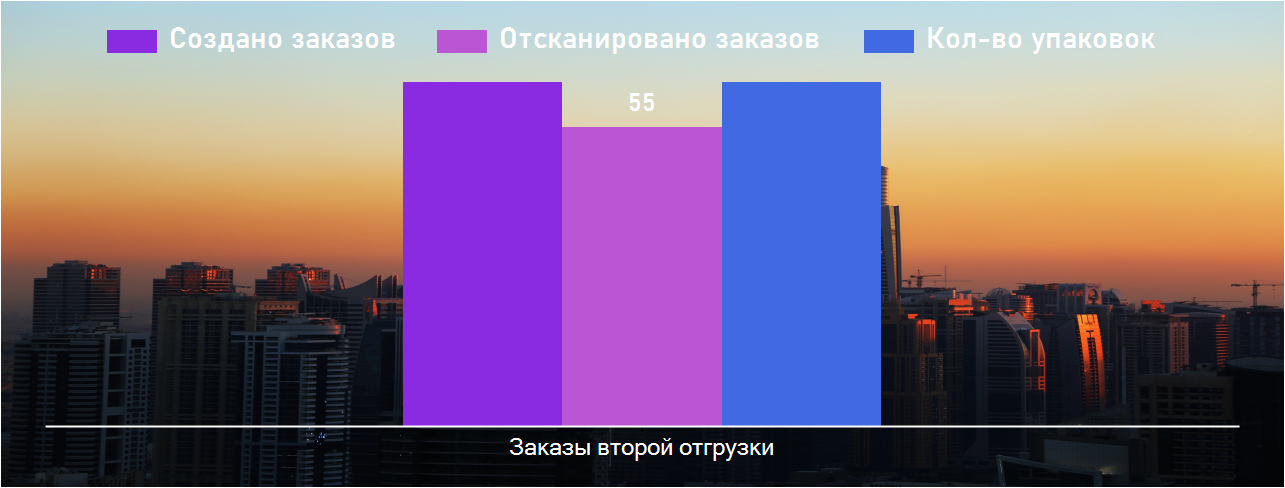 Создано заказов Отсканировано заказов Кол-во упаковок
55
Заказы второй отгрузки